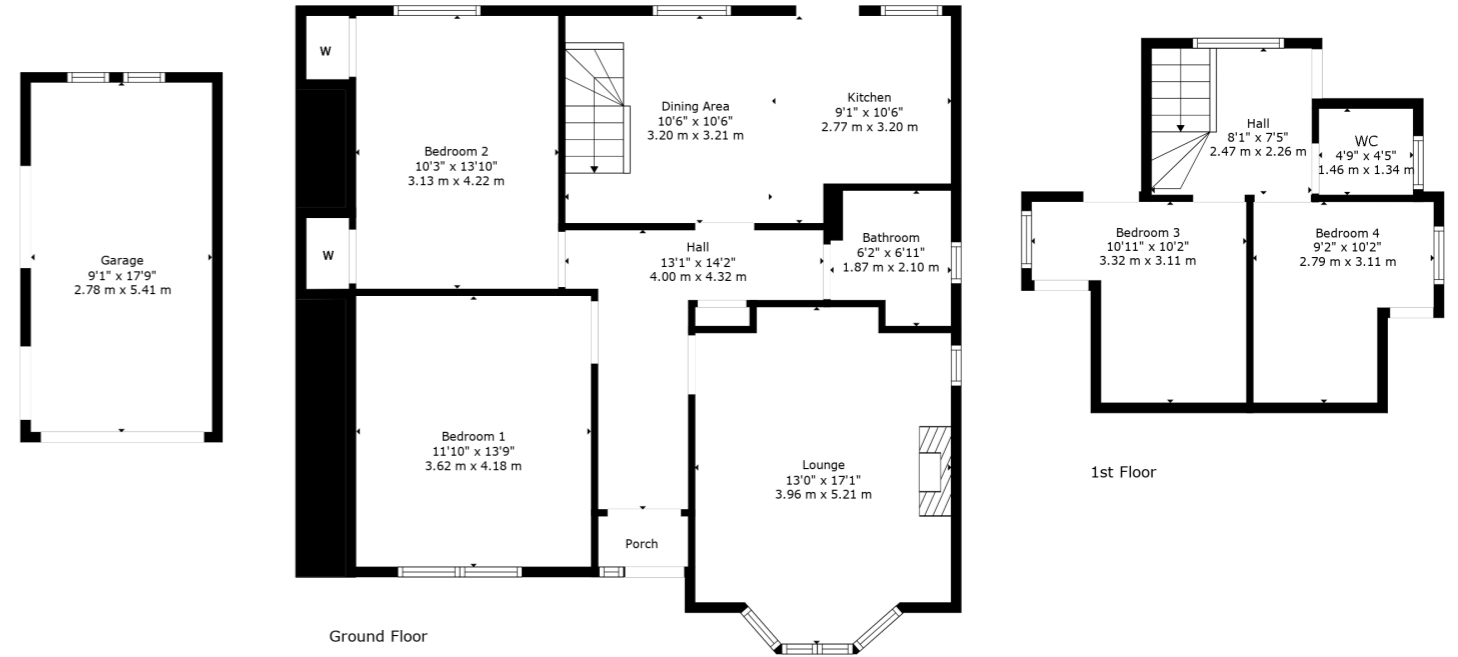 Garage
9'1" x 17'9"
2.78 m x 5.41 m
W
W
Bedroom 2
10'3" x 13'10"
3.13 m x 4.22 m
Dining Area
10'6" x 10'6"
3.20 m x 3.21 m
Kitchen
9'1" x 10'6"
2.77 m x 3.20 m
Hall
13'1" x 14'2"
4.00 m x 4.32 m
Bathroom
6'2" x 6'11"
1.87 m x 2.10 m
Bedroom 1
11'10" x 13'9"
3.62 m x 4.18 m
Lounge
13'0" x 17'1"
3.96 m x 5.21 m
Porch
Ground Floor
Hall
8'1" x 7'5"
2.47 m x 2.26 m
WC
4'9" x 4'5"
1.46 m x 1.34 m
Bedroom 3
10'11" x 10'2"
3.32 m x 3.11 m
Bedroom 4
9'2" x 10'2"
2.79 m x 3.11 m
1st Floor